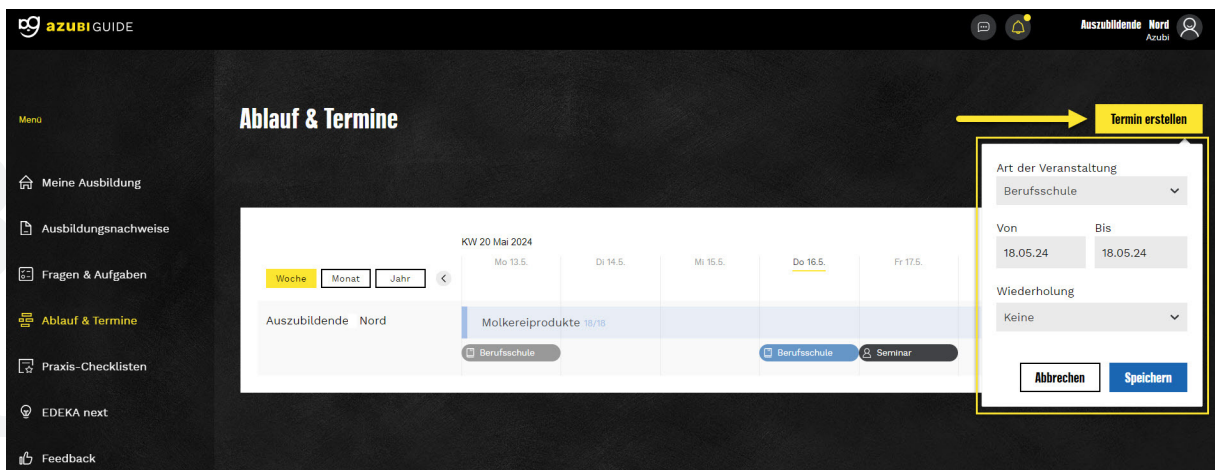 azuBiGUIDE
Auszubildende Nord
Azubi
Menü
Ablauf & Termine
Termin erstellen
Meine Ausbildung
Ausbildungsnachweise
Fragen & Aufgaben
Ablauf & Termine
Praxis-Checklisten
EDEKA next
Feedback
KW 20 Mai 2024
Mo 13.5. Di 14.5. Mi 15.5. Do 16.5. Fr 17.5.
Woche Monat Jahr
Auszubildende Nord
Molkereiprodukte 18/18
Berufsschule Berufsschule Seminar
Art der Veranstaltung
Berufsschule
Von Bis
18.05.24 18.05.24
Wiederholung
Keine
Abbrechen Speichern